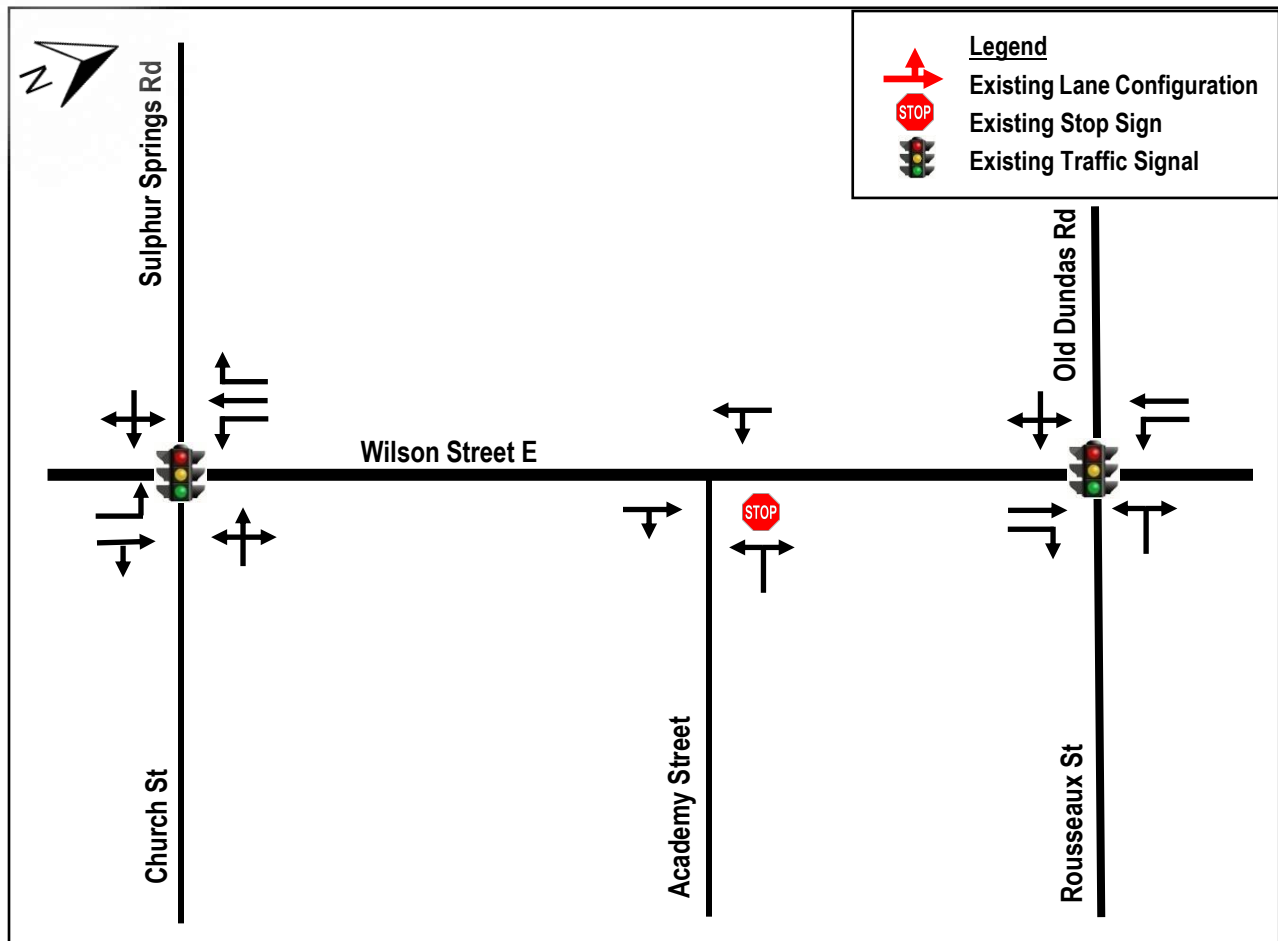 N
Legend
Existing Lane Configuration
STOP
Existing Stop Sign
Existing Traffic Signal
Sulphur Springs Rd
Old Dundas Rd
Wilson Street E
STOP
Church St
Academy Street
Rousseaux St